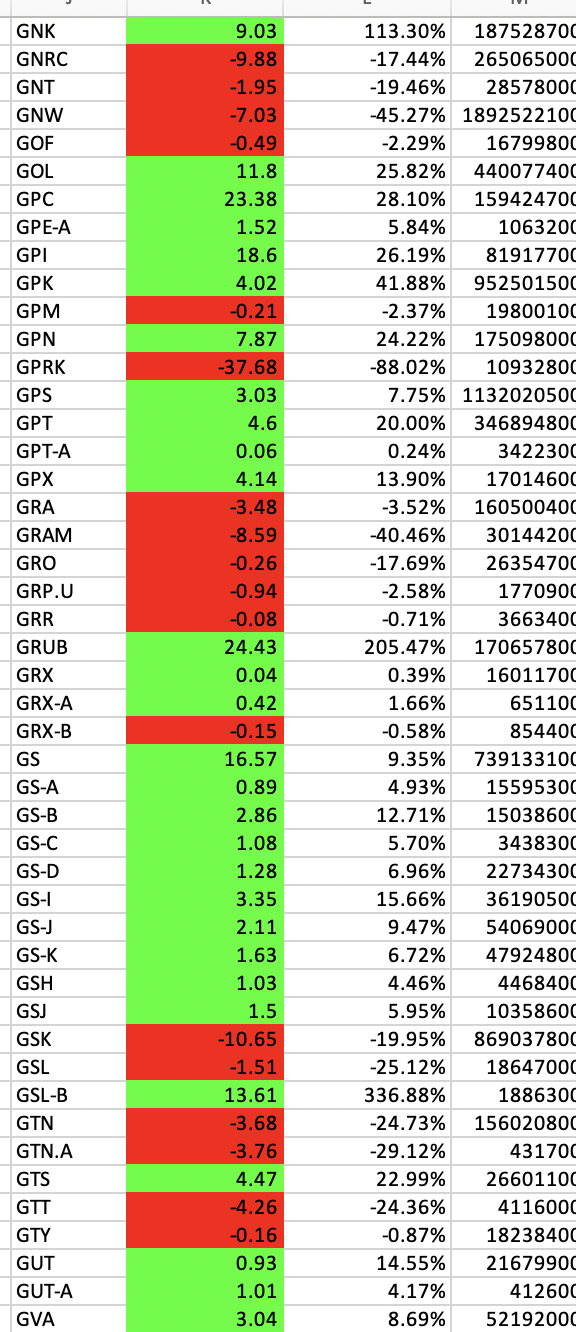 GNK 9.03 113.30% 187528700
GNRC -9.88 -17.44% 265065000
GNT -1.95 -19.46% 28578000
GNW -7.03 -45.27% 1892522100
GOF -0.49 -2.29% 16799800
GOL 11.8 25.82% 440077400
GPC 23.38 28.10% 159424700
GPE-A 1.52 5.84% 1063200
GPI 18.6 26.19% 81917700
GPK 4.02 41.88% 952501500
GPM -0.21 -2.37% 19800100
GPN 7.87 24.22% 175098000
GPRK -37.68 -88.02% 10932800
GPS 3.03 7.75% 1132020500
GPT 4.6 20.00% 346894800
GPT-A 0.06 0.24% 3422300
GPX 4.14 13.90% 17014600
GRA -3.48 -3.52% 160500400
GRAM -8.59 -40.46% 30144200
GRO -0.26 -17.69% 26354700
GRP.U -0.94 -2.58% 1770900
GRR -0.08 -0.71% 3663400
GRUB 24.43 205.47% 170657800
GRX 0.04 0.39% 16011700
GRX-A 0.42 1.66% 651100
GRX-B -0.15 -0.58% 854400
GS 16.57 9.35% 739133100
GS-A 0.89 4.93% 15595300
GS-B 2.86 12.71% 15038600
GS-C 1.08 5.70% 3438300
GS-D 1.28 6.96% 22734300
GS-I 3.35 15.66% 36190500
GS-J 2.11 9.47% 54069000
GS-K 1.63 6.72% 47924800
GSH 1.03 4.46% 4468400
GSJ 1.5 5.95% 10358600
GSK -10.65 -19.95% 869037800
GSL -1.51 -25.12% 18647000
GSL-B 13.61 336.88% 1886300
GTN -3.68 -24.73% 156020800
GTN.A -3.76 -29.12% 431700
GTS 4.47 22.99% 26601100
GTT -4.26 -24.36% 4116000
GTY -0.16 -0.87% 18238400
GUT 0.93 14.55% 21679900
GUT-A 1.01 4.17% 412600
GVA 3.04 8.69% 52192000